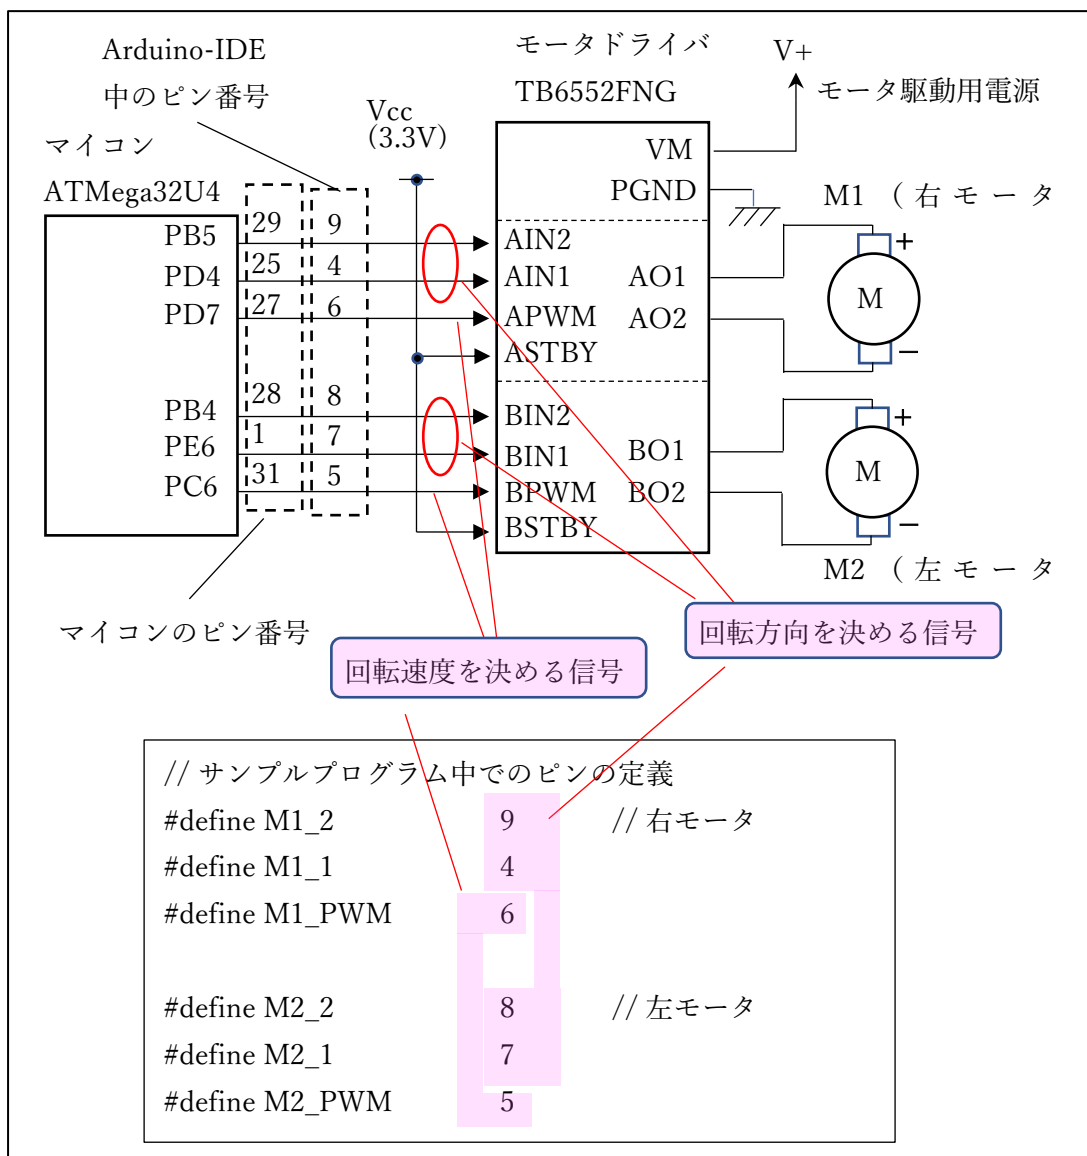 Arduino-IDE
中のピン番号
モータドライバ
TB6552FNG
V+
モータ駆動用電源
Vcc
(3.3V)
マイコン
ATMega32U4
VM
PGND
M1 （右モータ
PB5 29 9 AIN2
PD4 25 4 AIN1 AO1
PD7 27 6 APWM AO2
ASTBY
+
M
−
PB4 28 8 BIN2
PE6 1 7 BIN1 BO1
PC6 31 5 BPWM BO2
BSTBY
+
M
−
M2 （左モータ
マイコンのピン番号
回転速度を決める信号
回転方向を決める信号
// サンプルプログラム中でのピンの定義
#define M1_2 9 // 右モータ
#define M1_1 4
#define M1_PWM 6
#define M2_2 8 // 左モータ
#define M2_1 7
#define M2_PWM 5